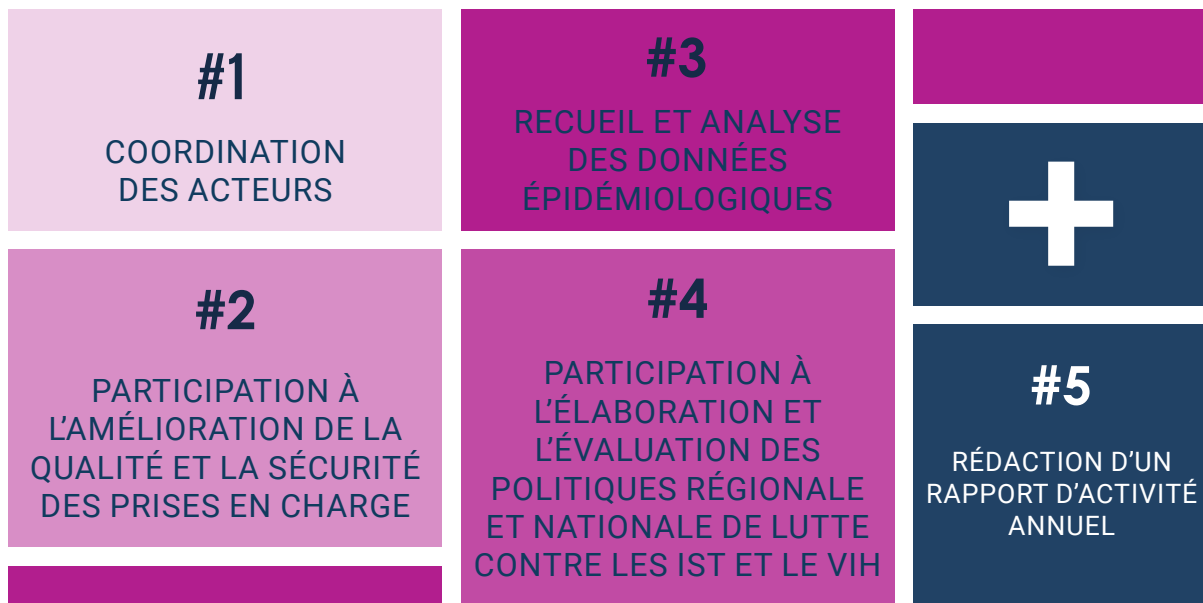 #1
COORDINATION
DES ACTEURS
#2
PARTICIPATION À
L'AMÉLIORATION DE LA
QUALITÉ ET LA SÉCURITÉ
DES PRISES EN CHARGE
#3
RECUEIL ET ANALYSE
DES DONNÉES
ÉPIDÉMIOLOGIQUES
#4
PARTICIPATION À
L'ÉLABORATION ET
L'ÉVALUATION DES
POLITIQUES RÉGIONALE
ET NATIONALE DE LUTTE
CONTRE LES IST ET LE VIH
+
#5
RÉDACTION D'UN
RAPPORT D'ACTIVITÉ
ANNUEL